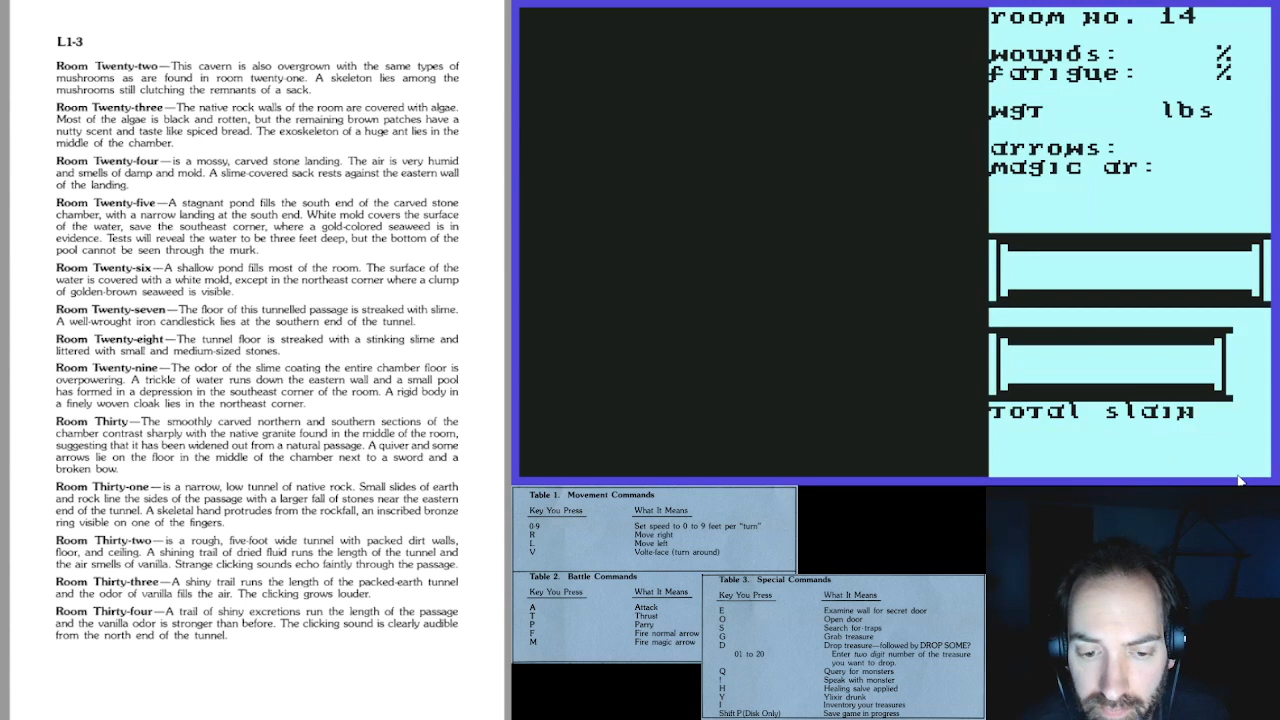 L1-3
Room Twenty-two—This cavern is also overgrown with the same types of
mushrooms as are found in room twenty-one. A skeleton lies among the
mushrooms still clutching the remnants of a sack.
Room Twenty-three—The native rock walls of the room are covered with algae.
Most of the algae is black and rotten, but the remaining brown patches have a
nutty scent and taste like spiced bread. The exoskeleton of a huge ant lies in the
middle of the chamber.
Room Twenty-four—is a mossy, carved stone landing. The air is very humid
and smells of damp and mold. A slime-covered sack rests against the eastern wall
of the landing.
Room Twenty-five—A stagnant pond fills the south end of the carved stone
chamber, with a narrow landing at the south end. White mold covers the surface
of the water, save the southeast corner, where a gold-colored seaweed is in
evidence. Tests will reveal the water to be three feet deep, but the bottom of the
pool cannot be seen through the murk.
Room Twenty-six—A shallow pond fills most of the room. The surface of the
water is covered with a white mold, except in the northeast corner where a clump
of golden-brown seaweed is visible.
Room Twenty-seven—The floor of this tunnelled passage is streaked with slime.
A well-wrought iron candlestick lies at the southern end of the tunnel.
Room Twenty-eight—The tunnel floor is streaked with a stinking slime and
littered with small and medium-sized stones.
Room Twenty-nine—The odor of the slime coating the entire chamber floor is
overpowering. A trickle of water runs down the eastern wall and a small pool
has formed in a depression in the southeast corner of the room. A rigid body in
a finely woven cloak lies in the northeast corner.
Room Thirty—The smoothly carved northern and southern sections of the
chamber contrast sharply with the native granite found in the middle of the room,
suggesting that it has been widened out from a natural passage. A quiver and some
arrows lie on the floor in the middle of the chamber next to a sword and a
broken bow.
Room Thirty-one—is a narrow, low tunnel of native rock. Small slides of earth
and rock line the sides of the passage with a larger fall of stones near the eastern
end of the tunnel. A skeletal hand protrudes from the rockfall, an inscribed bronze
ring visible on one of the fingers.
Room Thirty-two—is a rough, five-foot wide tunnel with packed dirt walls,
floor, and ceiling. A shining trail of dried fluid runs the length of the tunnel and
the air smells of vanilla. Strange clicking sounds echo faintly through the passage.
Room Thirty-three—A shiny trail runs the length of the packed-earth tunnel
and the odor of vanilla fills the air. The clicking grows louder.
Room Thirty-four—A trail of shiny excretions run the length of the passage
and the vanilla odor is stronger than before. The clicking sound is clearly audible
from the north end of the tunnel.
room no. 14
wounds: %
fatigue: %
wgt lbs
arrows:
magic ar:
total slain
Table 1. Movement Commands
Key You Press What It Means
0-9 Set speed to 0 to 9 feet per "turn"
R Move right
L Move left
V Volte-face (turn around)
Table 2. Battle Commands
Key You Press What It Means
A Attack
T Thrust
P Parry
F Fire normal arrow
M Fire magic arrow
Table 3. Special Commands
Key You Press What It Means
E Examine wall for secret door
O Open door
S Search for-traps
G Grab treasure
D Drop treasure—followed by DROP SOME?
01 to 20 Enter two digit number of the treasure
you want to drop.
Q Query for monsters
! Speak with monster
H Healing salve applied
Y Ylixir drunk
I Inventory your treasures
Shift P(Disk Only) Save game in progress